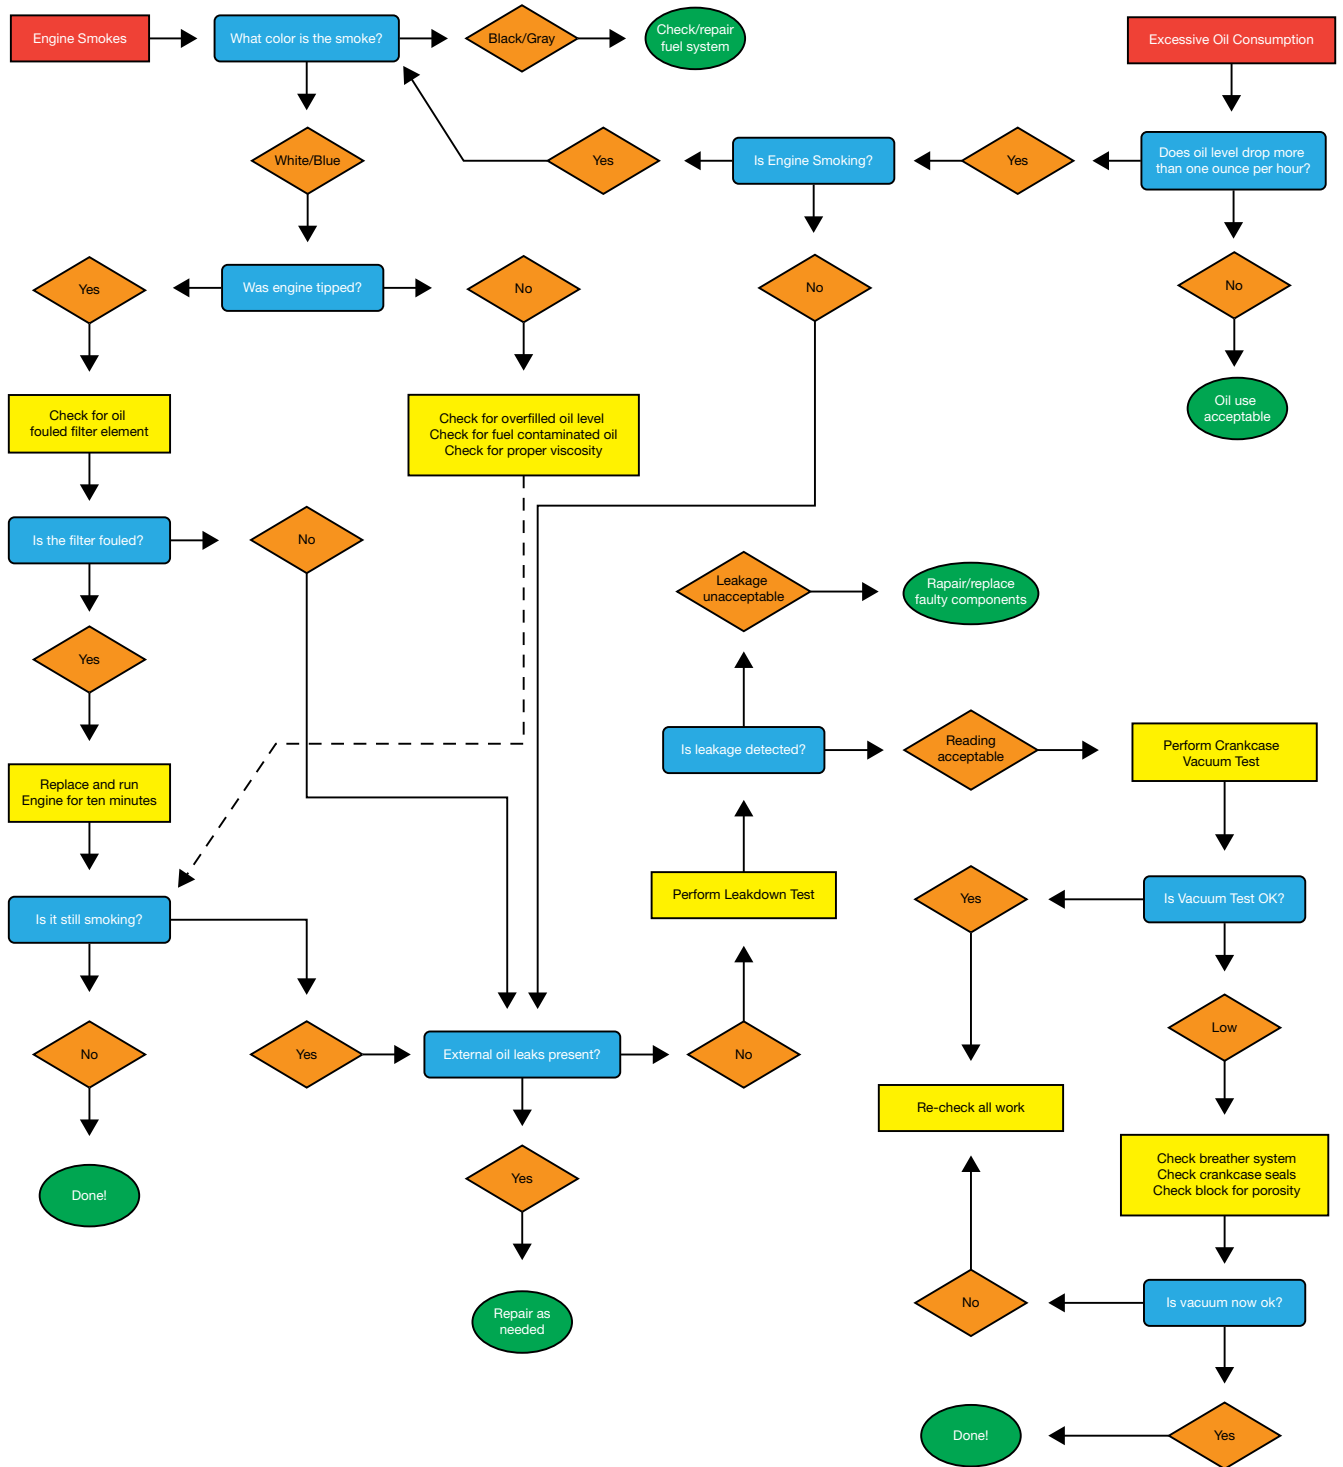 Engine Smokes
What color is the smoke?
Black/Gray
Check/repair
fuel system
Excessive Oil Consumption
White/Blue
Yes
Is Engine Smoking?
Yes
Does oil level drop more
than one ounce per hour?
Yes
Was engine tipped?
No
No
No
Check for oil
fouled filter element
Check for overfilled oil level
Check for fuel contaminated oil
Check for proper viscosity
Oil use
acceptable
Is the filter fouled?
No
Leakage
unacceptable
Rapair/replace
faulty components
Yes
Is leakage detected?
Reading
acceptable
Perform Crankcase
Vacuum Test
Replace and run
Engine for ten minutes
Perform Leakdown Test
Yes
Is Vacuum Test OK?
Is it still smoking?
No
Yes
External oil leaks present?
No
Low
Re-check all work
Check breather system
Check crankcase seals
Check block for porosity
Done!
Yes
No
Is vacuum now ok?
Repair as
needed
Done!
Yes